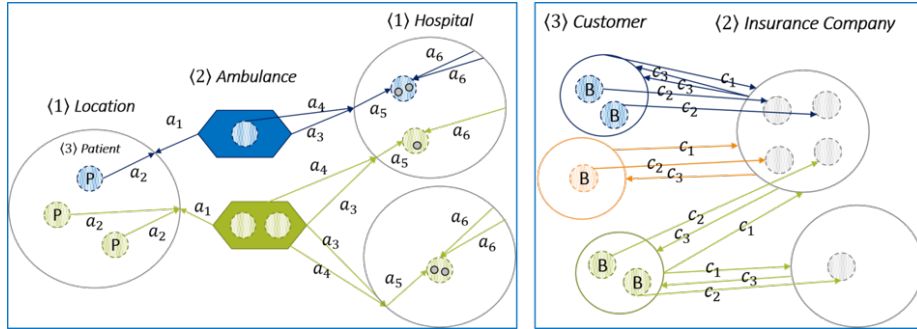 ⟨1⟩ Hospital
a₆
a₆
⟨2⟩ Ambulance
a₄
a₅
a₃
a₆
⟨1⟩ Location
a₁
a₅
⟨3⟩ Patient
a₂
P
a₄
P
a₂
a₁
a₃
P
a₂
a₃
a₆
a₆
a₄
a₅
⟨3⟩ Customer
⟨2⟩ Insurance Company
c₃
c₁
c₃
B
c₂
B
c₂
c₁
c₂
B
c₃
c₂
c₃
c₁
B
c₁
B
c₃
c₂